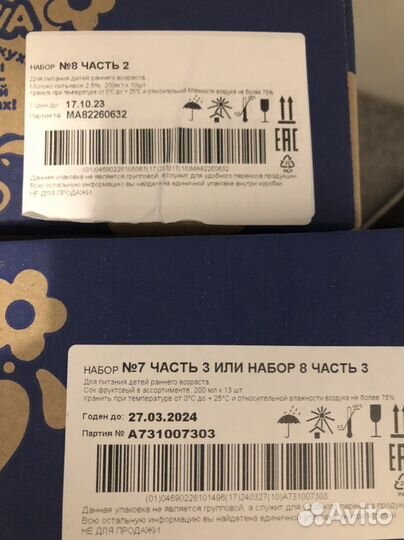 НАБОР №8 ЧАСТЬ 2
Для питания детей раннего возраста.
Молоко питьевое 2,5% 200мл х 10шт
Хранить при температуре от 0°С до + 25°С и относительной влажности воздуха не более 75%
Годен до 17.10.23
Партия № МА82260632
Данная упаковка не является групповой, а служит для удобного переноса продукции.
Всю остальную информацию вы найдете на единичной упаковке внутри коробки.
НЕ ДЛЯ ПРОДАЖИ.
EAC
PAP
НАБОР №7 ЧАСТЬ 3 ИЛИ НАБОР 8 ЧАСТЬ 3
Для питания детей раннего возраста
Сок фруктовый в ассортименте, 200 мл х 13 шт
Хранить при температуре от 0°С до + 25°С и относительной влажности воздуха не более 75%
Годен до: 27.03.2024
Партия № А731007303
(01)04690228101496(17)240327(10)А731007303
Данная упаковка не является групповой, а служит для
Всю остальную информацию вы найдете на единичной
НЕ ДЛЯ ПРОДАЖИ
Avito